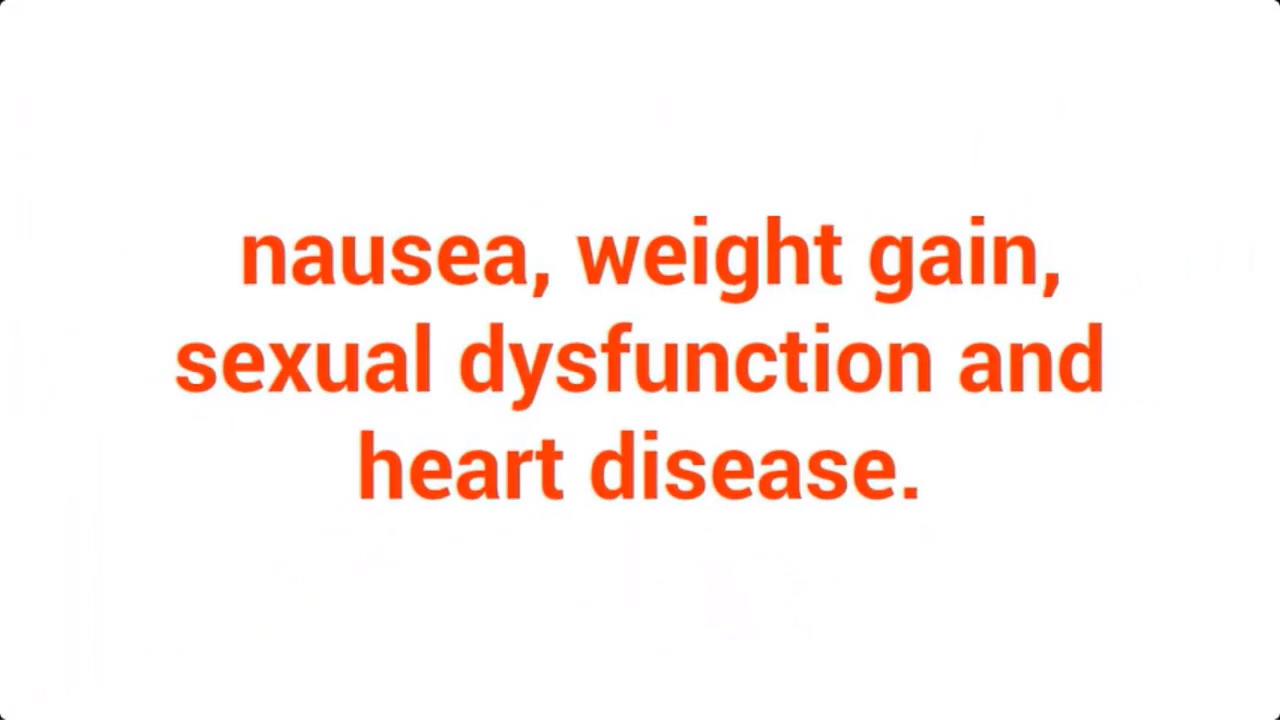 nausea, weight gain,
sexual dysfunction and
heart disease.